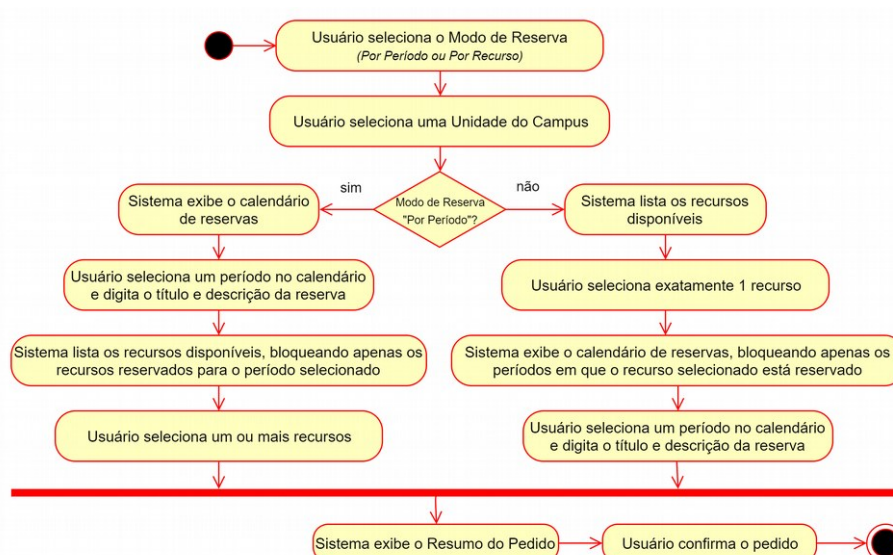 Usuário seleciona o Modo de Reserva
(Por Período ou Por Recurso)
Usuário seleciona uma Unidade do Campus
sim
não
Modo de Reserva
"Por Período"?
Sistema exibe o calendário
de reservas
Usuário seleciona um período no calendário
e digita o título e descrição da reserva
Sistema lista os recursos disponíveis, bloqueando apenas os
recursos reservados para o período selecionado
Usuário seleciona um ou mais recursos
Sistema lista os recursos
disponíveis
Usuário seleciona exatamente 1 recurso
Sistema exibe o calendário de reservas, bloqueando apenas os
períodos em que o recurso selecionado está reservado
Usuário seleciona um período no calendário
e digita o título e descrição da reserva
Sistema exibe o Resumo do Pedido
Usuário confirma o pedido